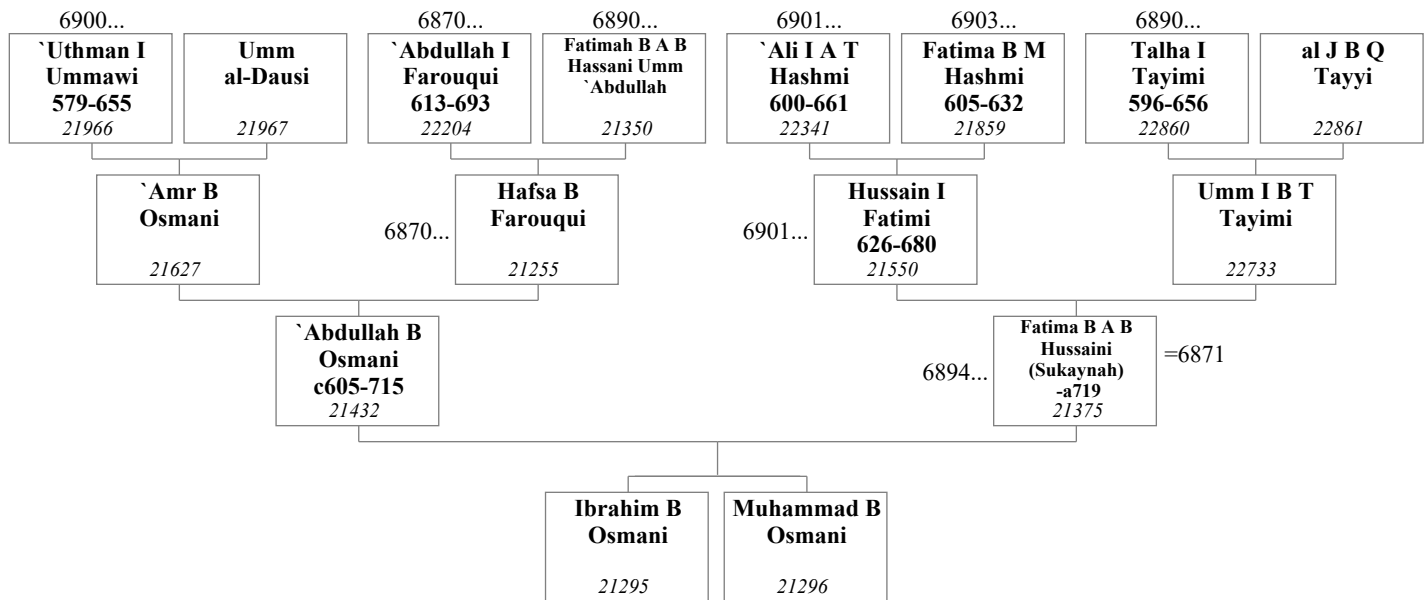 6900...
6870...
6890...
6901...
6903...
6890...
`Uthman I
Ummawi
579-655
21966
Umm
al-Dausi
21967
`Abdullah I
Farouqui
613-693
22204
Fatimah B A B
Hassani Umm
`Abdullah
21350
`Ali I A T
Hashmi
600-661
22341
Fatima B M
Hashmi
605-632
21859
Talha I
Tayimi
596-656
22860
al J B Q
Tayyi
22861
`Amr B
Osmani
21627
6870...
Hafsa B
Farouqui
21255
6901...
Hussain I
Fatimi
626-680
21550
Umm I B T
Tayimi
22733
`Abdullah B
Osmani
c605-715
21432
6894...
Fatima B A B
Hussaini
(Sukaynah)
-a719
21375
=6871
Ibrahim B
Osmani
21295
Muhammad B
Osmani
21296